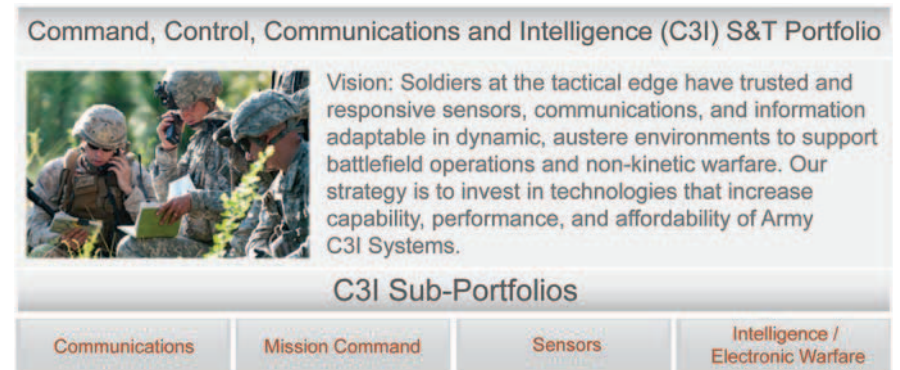 Command, Control, Communications and Intelligence (C3I) S&T Portfolio
Vision: Soldiers at the tactical edge have trusted and
responsive sensors, communications, and information
adaptable in dynamic, austere environments to support
battlefield operations and non-kinetic warfare. Our
strategy is to invest in technologies that increase
capability, performance, and affordability of Army
C3I Systems.
C3I Sub-Portfolios
Communications
Mission Command
Sensors
Intelligence /
Electronic Warfare